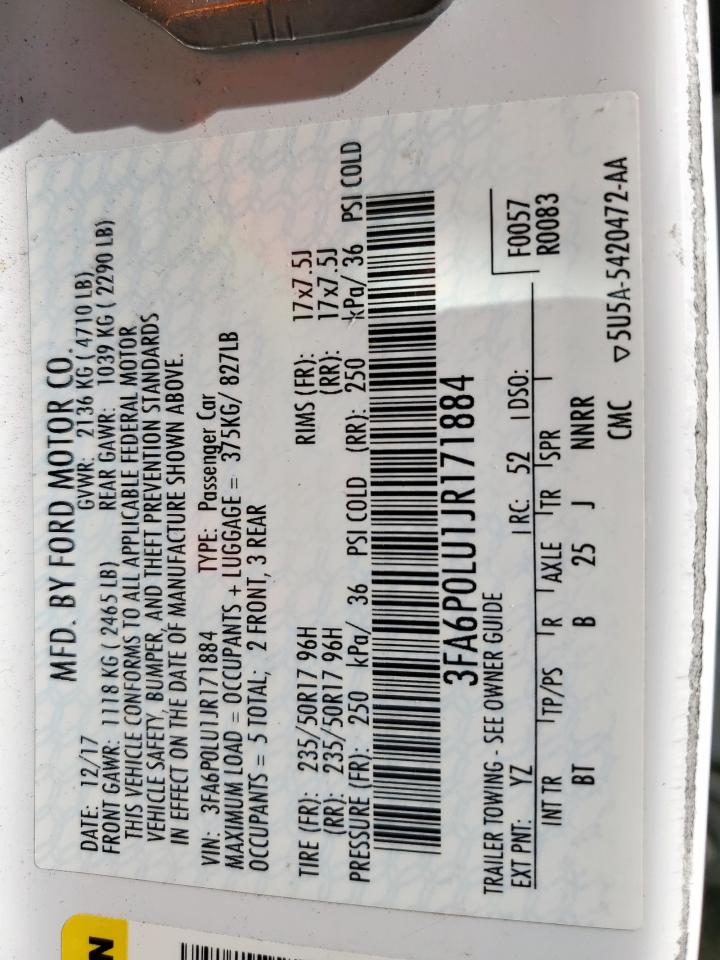 MFD. BY FORD MOTOR CO.
DATE: 12/17 GVWR: 2136 KG ( 4710 LB)
FRONT GAWR: 1118 KG ( 2465 LB) REAR GAWR: 1039 KG ( 2290 LB)
THIS VEHICLE CONFORMS TO ALL APPLICABLE FEDERAL MOTOR
VEHICLE SAFETY, BUMPER, AND THEFT PREVENTION STANDARDS
IN EFFECT ON THE DATE OF MANUFACTURE SHOWN ABOVE.
VIN: 3FA6P0LU1JR171884 TYPE: Passenger Car
MAXIMUM LOAD = OCCUPANTS + LUGGAGE = 375KG/ 827LB
OCCUPANTS = 5 TOTAL; 2 FRONT, 3 REAR
TIRE (FR): 235/50R17 96H RIMS (FR): 17x7.5J
(RR): 235/50R17 96H (RR): 17x7.5J
PRESSURE (FR): 250 kPa/ 36 PSI COLD (RR): 250 kPa/ 36 PSI COLD
3FA6P0LU1JR171884
TRAILER TOWING - SEE OWNER GUIDE F0057
EXT PNT: YZ RC: 52 DSO: R0083
INT TR TP/PS R AXLE TR SPR
BT B 25 J NNRR
CMC ▽5U5A-5420472-AA
N